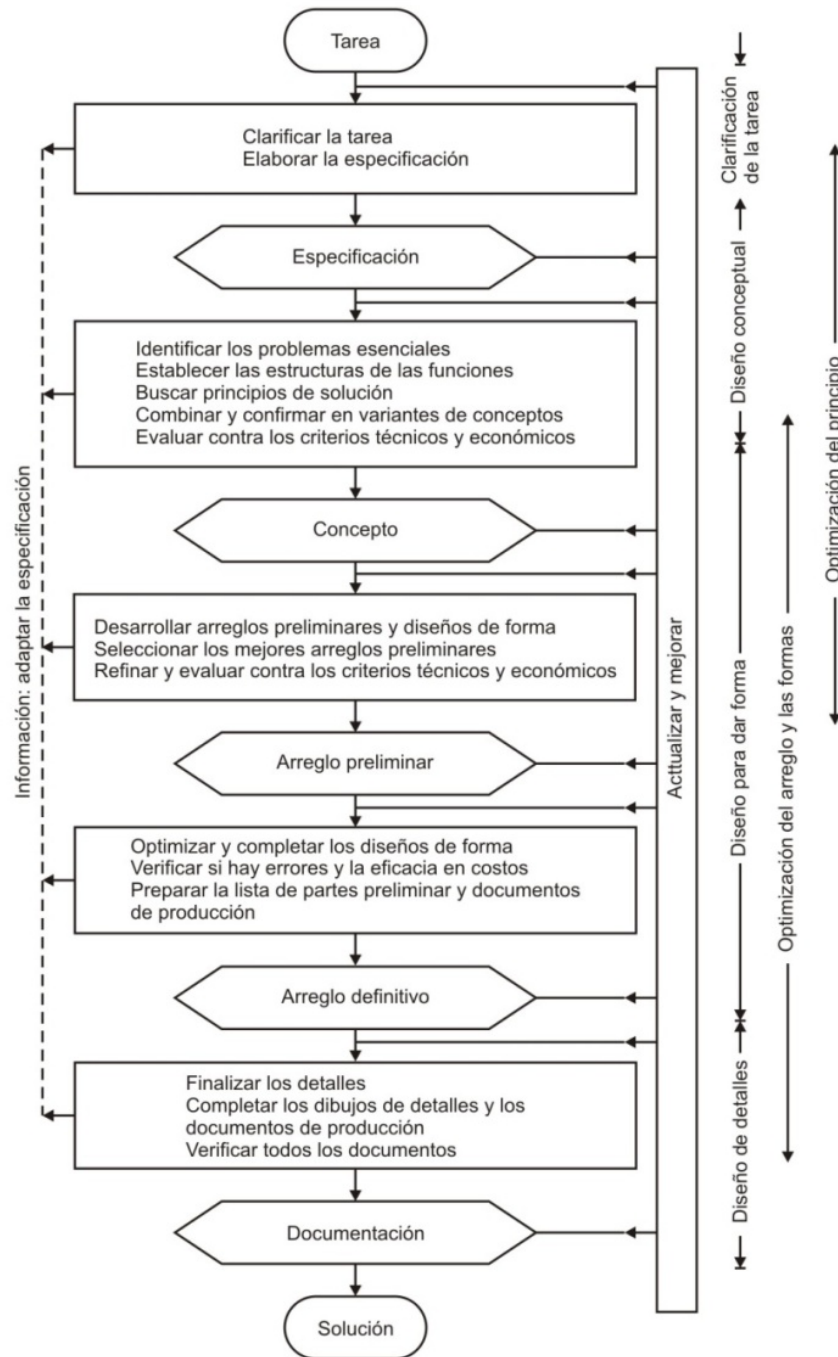 Tarea
Clarificar la tarea
Elaborar la especificación
Especificación
Identificar los problemas esenciales
Establecer las estructuras de las funciones
Buscar principios de solución
Combinar y confirmar en variantes de conceptos
Evaluar contra los criterios técnicos y económicos
Concepto
Desarrollar arreglos preliminares y diseños de forma
Seleccionar los mejores arreglos preliminares
Refinar y evaluar contra los criterios técnicos y económicos
Arreglo preliminar
Optimizar y completar los diseños de forma
Verificar si hay errores y la eficacia en costos
Preparar la lista de partes preliminar y documentos
de producción
Arreglo definitivo
Finalizar los detalles
Completar los dibujos de detalles y los
documentos de producción
Verificar todos los documentos
Documentación
Solución
Información: adaptar la especificación
Acttualizar y mejorar
Clarificación
de la tarea
Diseño conceptual
Diseño para dar forma
Diseño de detalles
Optimización del arreglo y las formas
Optimización del principio